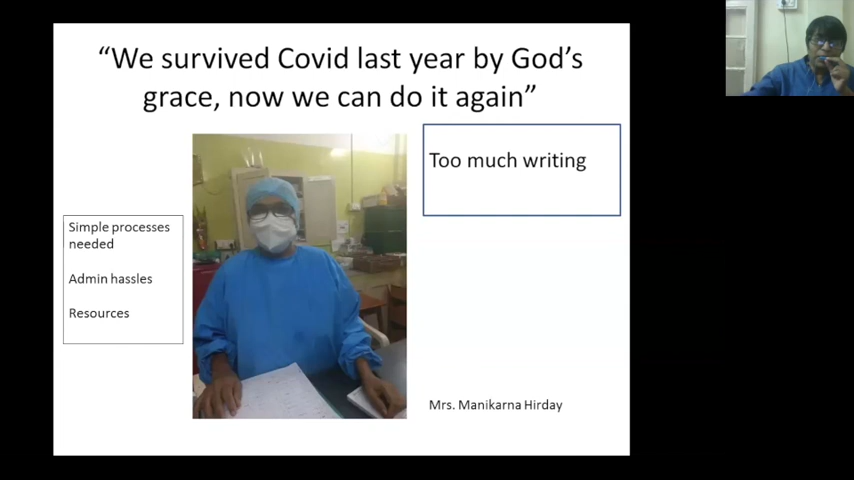 “We survived Covid last year by God’s
grace, now we can do it again”
Too much writing
Simple processes
needed
Admin hassles
Resources
Mrs. Manikarna Hirday